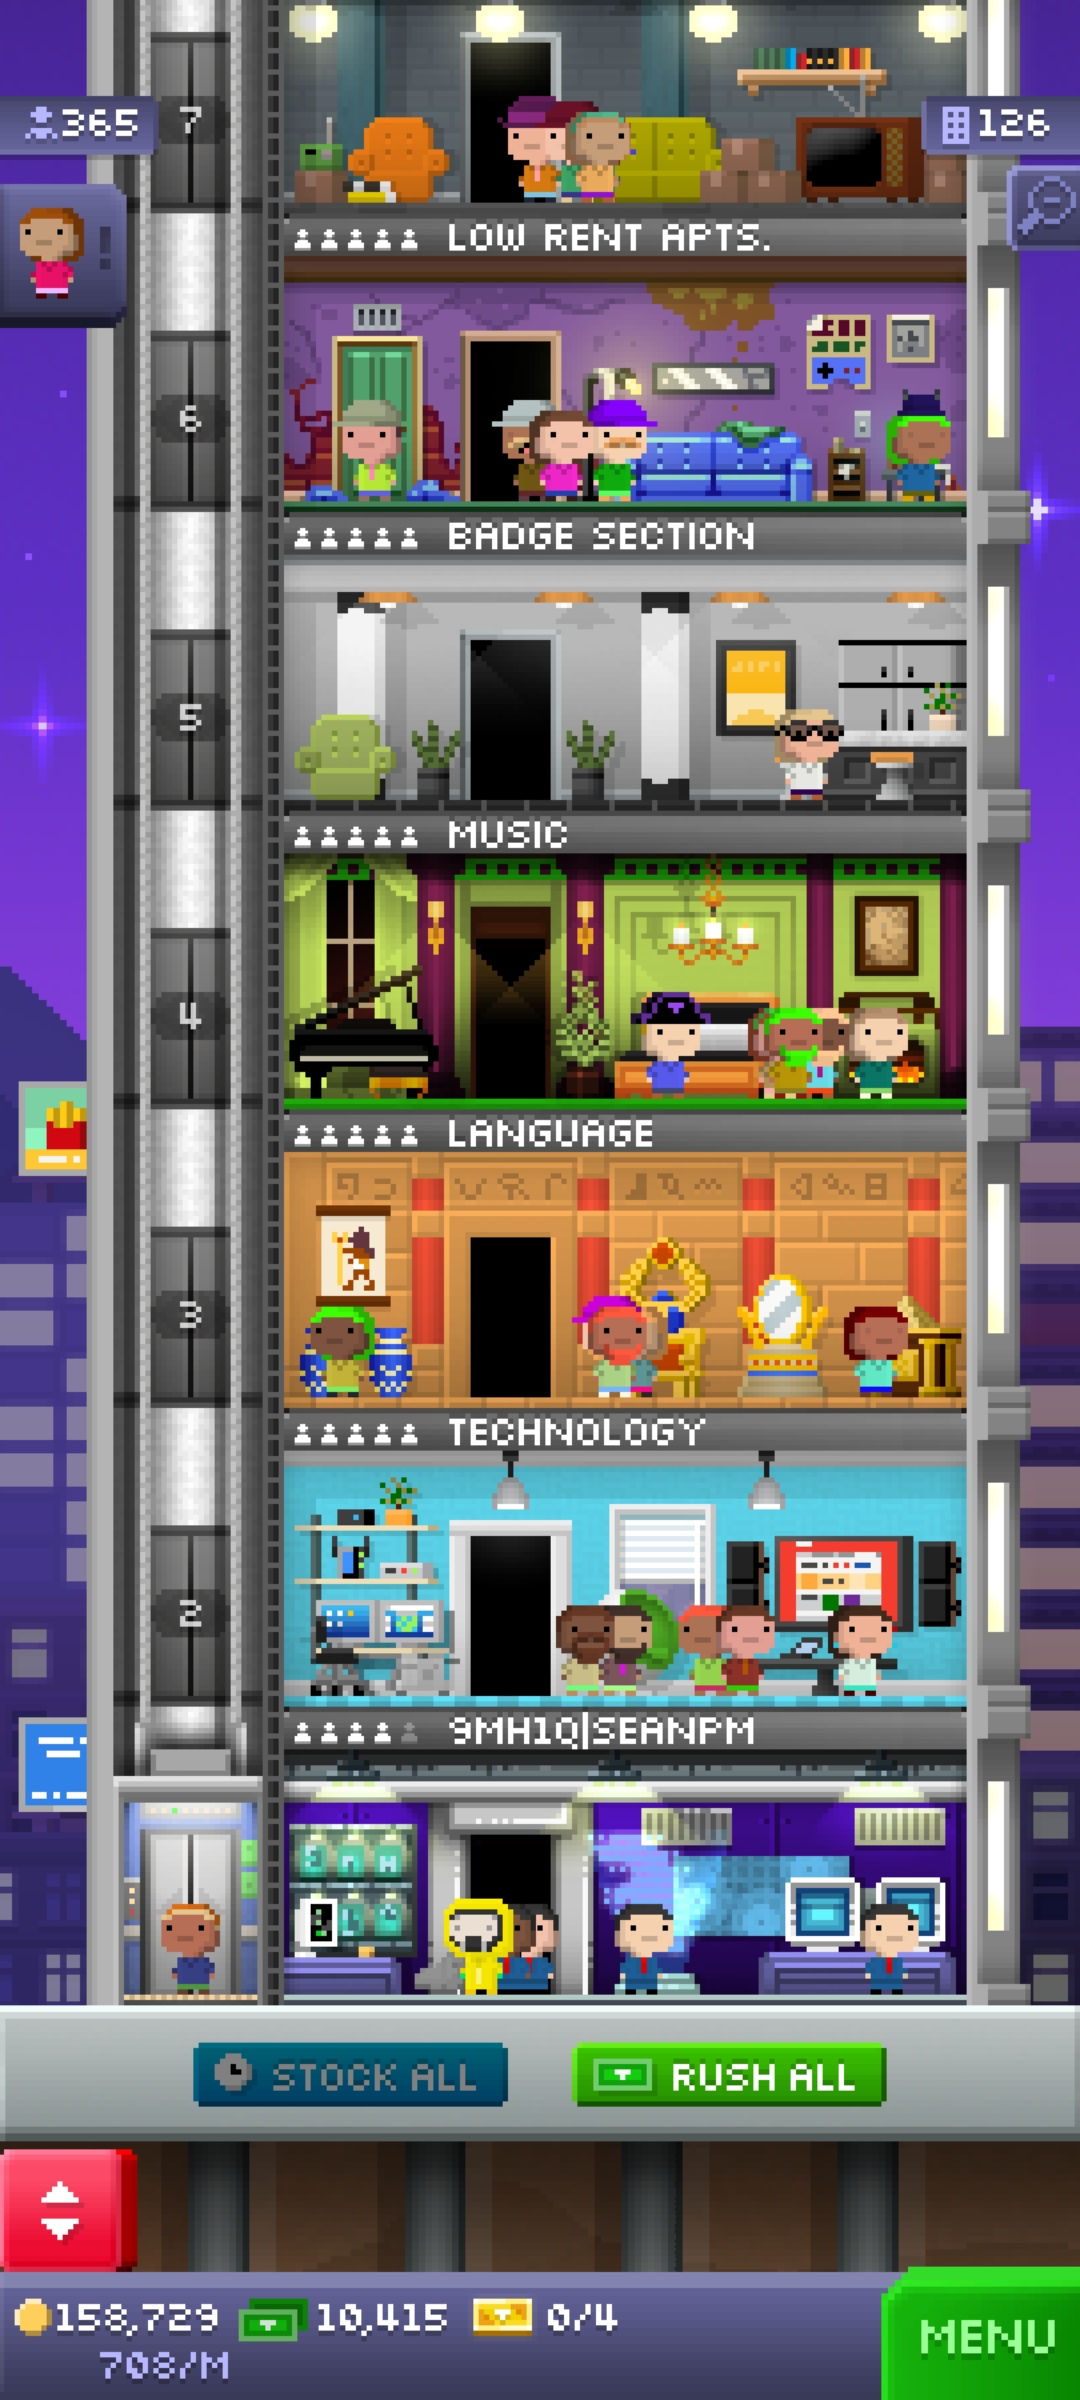 365
7
126
!
LOW RENT APTS.
6
BADGE SECTION
5
MUSIC
4
LANGUAGE
3
TECHNOLOGY
2
9MH1Q|SEANPM
STOCK ALL
RUSH ALL
158,729
10,415
0/4
708/M
MENU